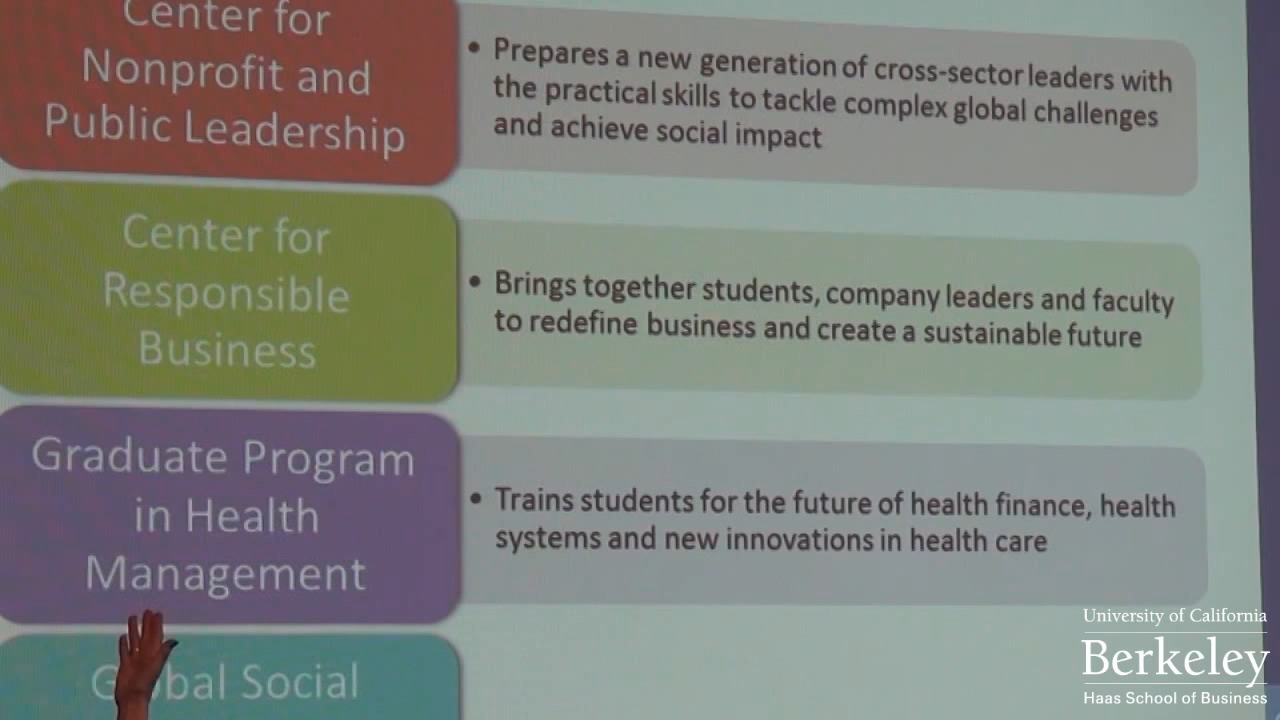 Center for
Nonprofit and
Public Leadership
• Prepares a new generation of cross-sector leaders with
the practical skills to tackle complex global challenges
and achieve social impact
Center for
Responsible
Business
• Brings together students, company leaders and faculty
to redefine business and create a sustainable future
Graduate Program
in Health
Management
• Trains students for the future of health finance, health
systems and new innovations in health care
Global Social
University of California
Berkeley
Haas School of Business